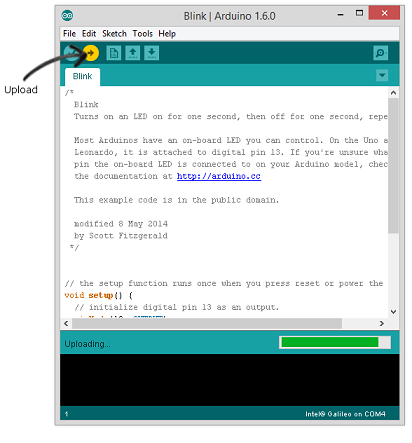 Blink | Arduino 1.6.0
File Edit Sketch Tools Help
Upload
Blink
/*
Blink
Turns on an LED on for one second, then off for one second, repe
Most Arduinos have an on-board LED you can control. On the Uno a
Leonardo, it is attached to digital pin 13. If you're unsure wha
pin the on-board LED is connected to on your Arduino model, chec
the documentation at http://arduino.cc
This example code is in the public domain.
modified 8 May 2014
by Scott Fitzgerald
*/
// the setup function runs once when you press reset or power the
void setup() {
// initialize digital pin 13 as an output.
Uploading...
1
Intel® Galileo on COM4